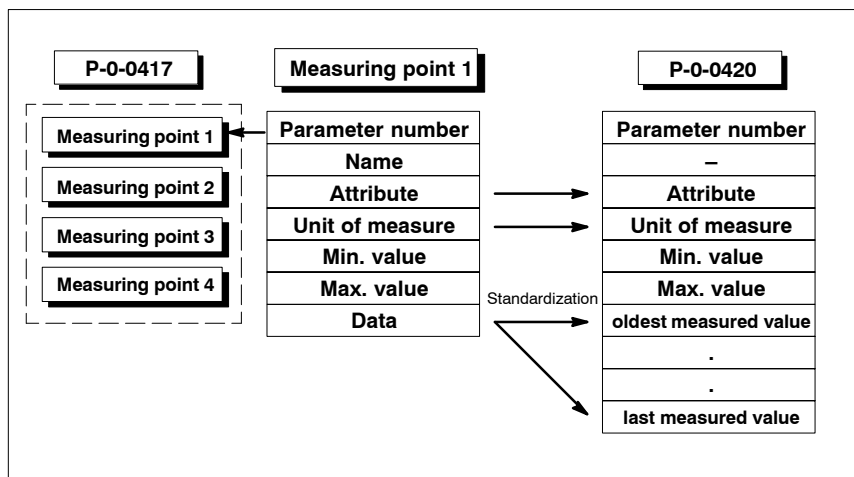 P-0-0417
Measuring point 1
Measuring point 2
Measuring point 3
Measuring point 4
Measuring point 1
Parameter number
Name
Attribute
Unit of measure
Min. value
Max. value
Data
Standardization
P-0-0420
Parameter number
–
Attribute
Unit of measure
Min. value
Max. value
oldest measured value
.
.
last measured value